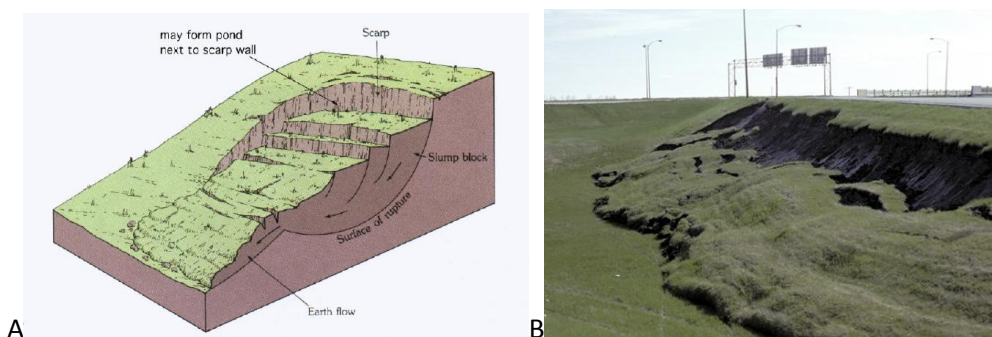 may form pond
next to scarp wall
Scarp
Slump block
Surface of rupture
Earth flow
A
B